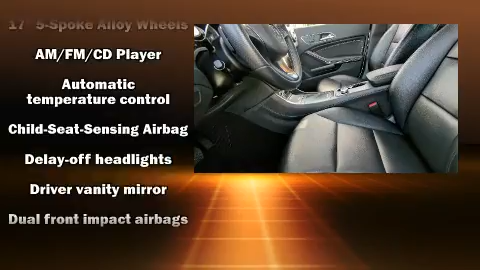 17" 5-Spoke Alloy Wheels
AM/FM/CD Player
Automatic
temperature control
Child-Seat-Sensing Airbag
Delay-off headlights
Driver vanity mirror
Dual front impact airbags